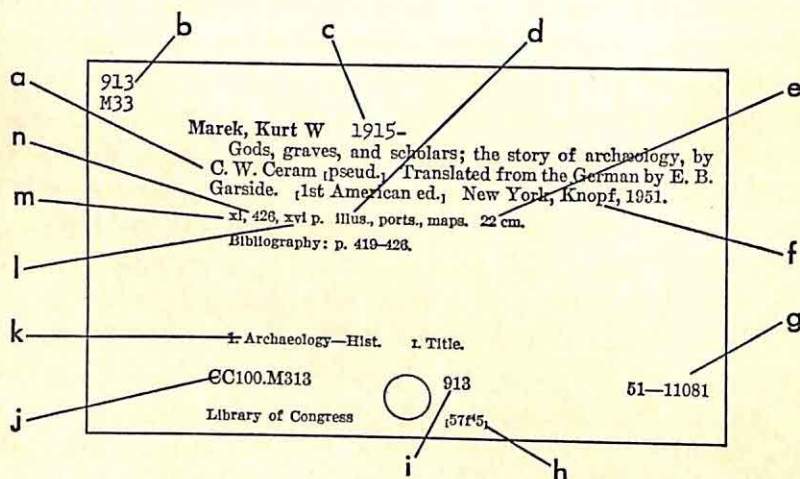 b c d
a 913 e
M33
Marek, Kurt W 1915-
n Gods, graves, and scholars; the story of archæology, by
C. W. Ceram [pseud.] Translated from the German by E. B.
m Garside. [1st American ed.] New York, Knopf, 1951.
xi, 426, xvi p. illus., ports., maps. 22 cm.
l Bibliography: p. 419–426. f
g
k 1. Archaeology—Hist. I. Title.
j CC100.M313 913 51—11081
Library of Congress [57f⁴5]
i h